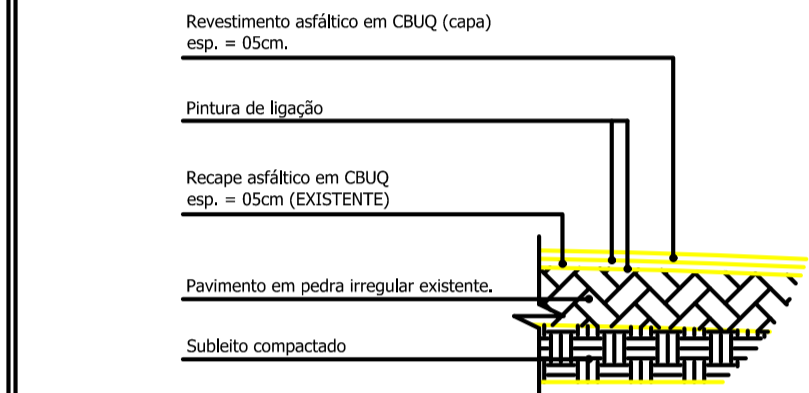 Revestimento asfáltico em CBUQ (capa)
esp. = 05cm.
Pintura de ligação
Recape asfáltico em CBUQ
esp. = 05cm (EXISTENTE)
Pavimento em pedra irregular existente.
Subleito compactado